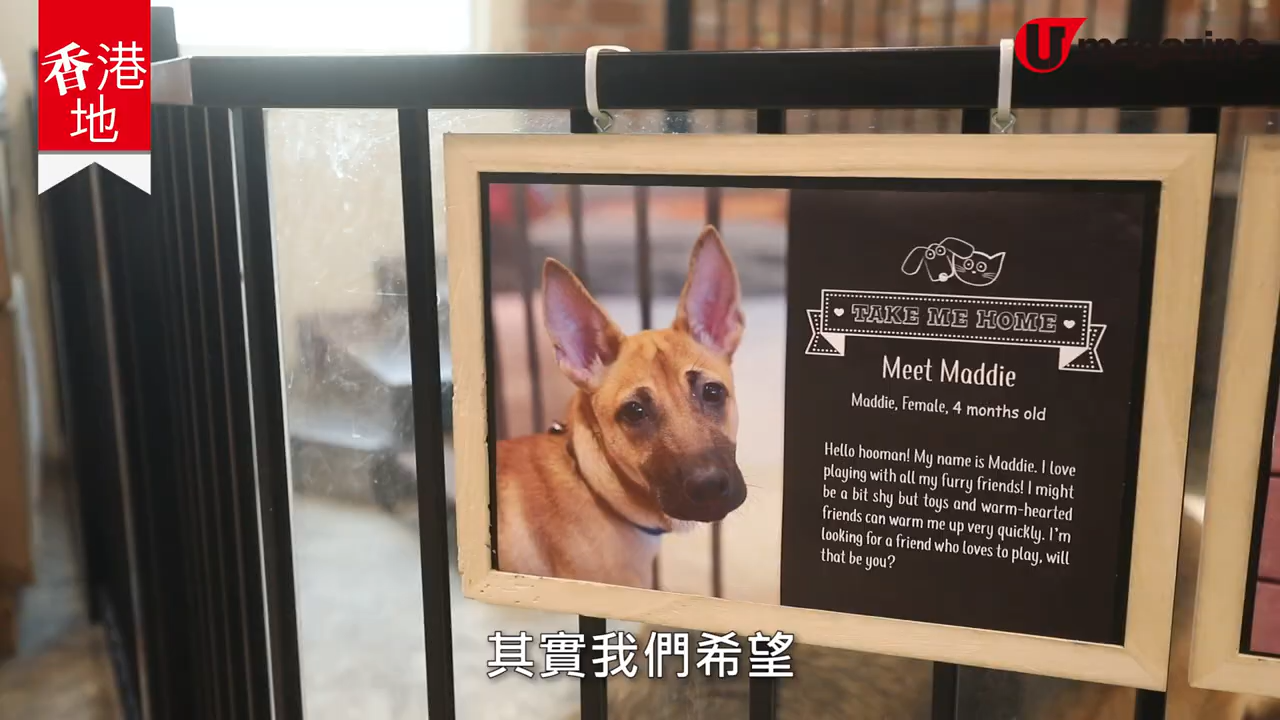 香港
地
U magazine
TAKE ME HOME
Meet Maddie
Maddie, Female, 4 months old
Hello hooman! My name is Maddie. I love
playing with all my furry friends! I might
be a bit shy but toys and warm-hearted
friends can warm me up very quickly. I'm
looking for a friend who loves to play, will
that be you?
其實我們希望